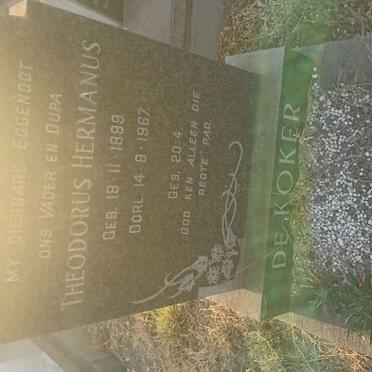 MY DIERBARE EGGENOOT
ONS VADER EN OUPA
THEODORUS HERMANUS
GEB. 18·11·1899
OORL. 14·8·1967
GES. 20:4.
GOD KEN ALLEEN DIE
REGTE PAD.
DE KOKER